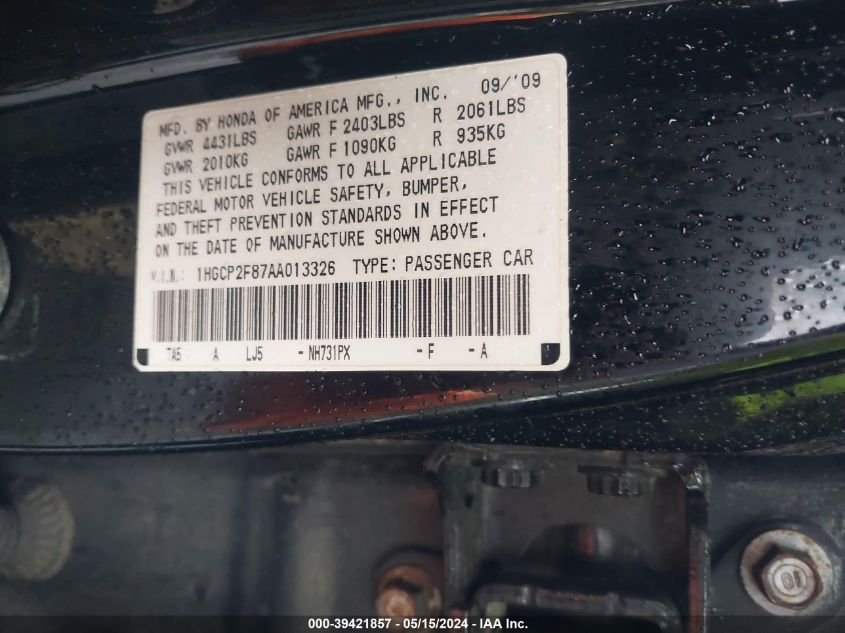 MFD. BY HONDA OF AMERICA MFG., INC. 09/'09
GVWR 4431LBS GAWR F 2403LBS R 2061LBS
GVWR 2010KG GAWR F 1090KG R 935KG
THIS VEHICLE CONFORMS TO ALL APPLICABLE
FEDERAL MOTOR VEHICLE SAFETY, BUMPER,
AND THEFT PREVENTION STANDARDS IN EFFECT
ON THE DATE OF MANUFACTURE SHOWN ABOVE.
V.I.N.: 1HGCP2F87AA013326 TYPE: PASSENGER CAR
TA5 A LJ5 - NH731PX - F - A
000-39421857 - 05/15/2024 - IAA Inc.